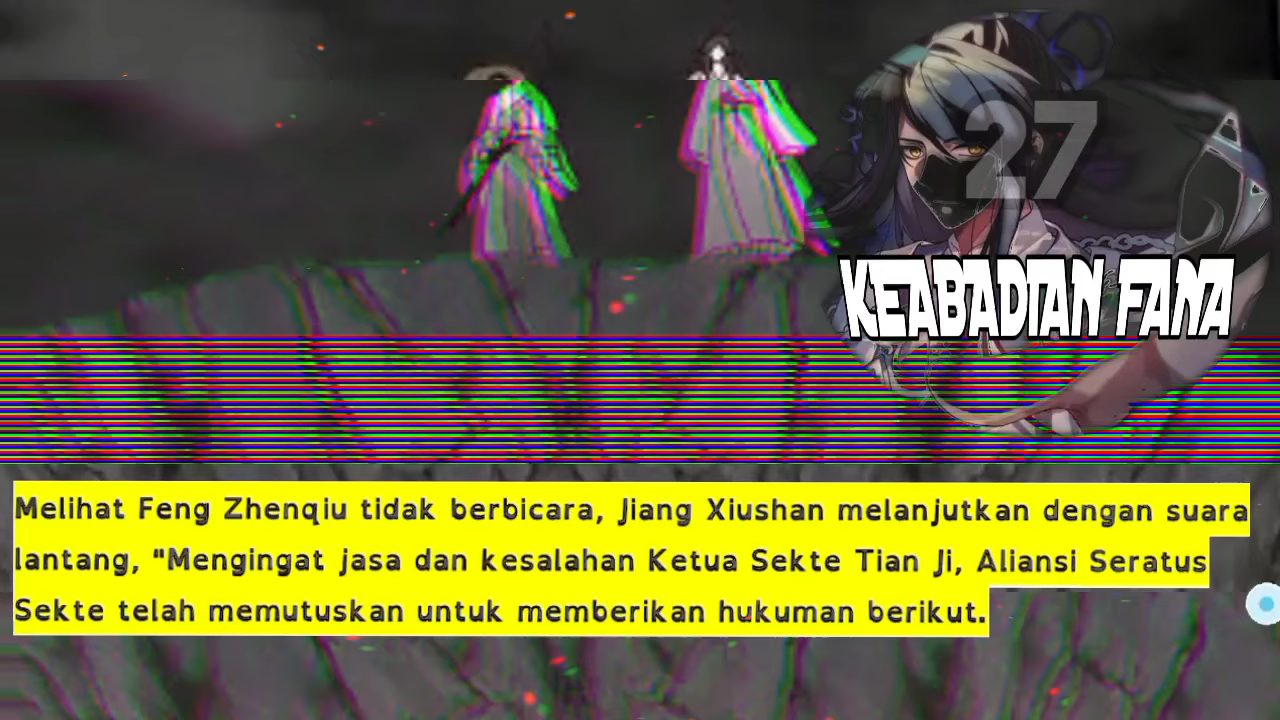 27
KEABADIAN FANA
Melihat Feng Zhenqiu tidak berbicara, Jiang Xiushan melanjutkan dengan suara
lantang, "Mengingat jasa dan kesalahan Ketua Sekte Tian Ji, Aliansi Seratus
Sekte telah memutuskan untuk memberikan hukuman berikut.